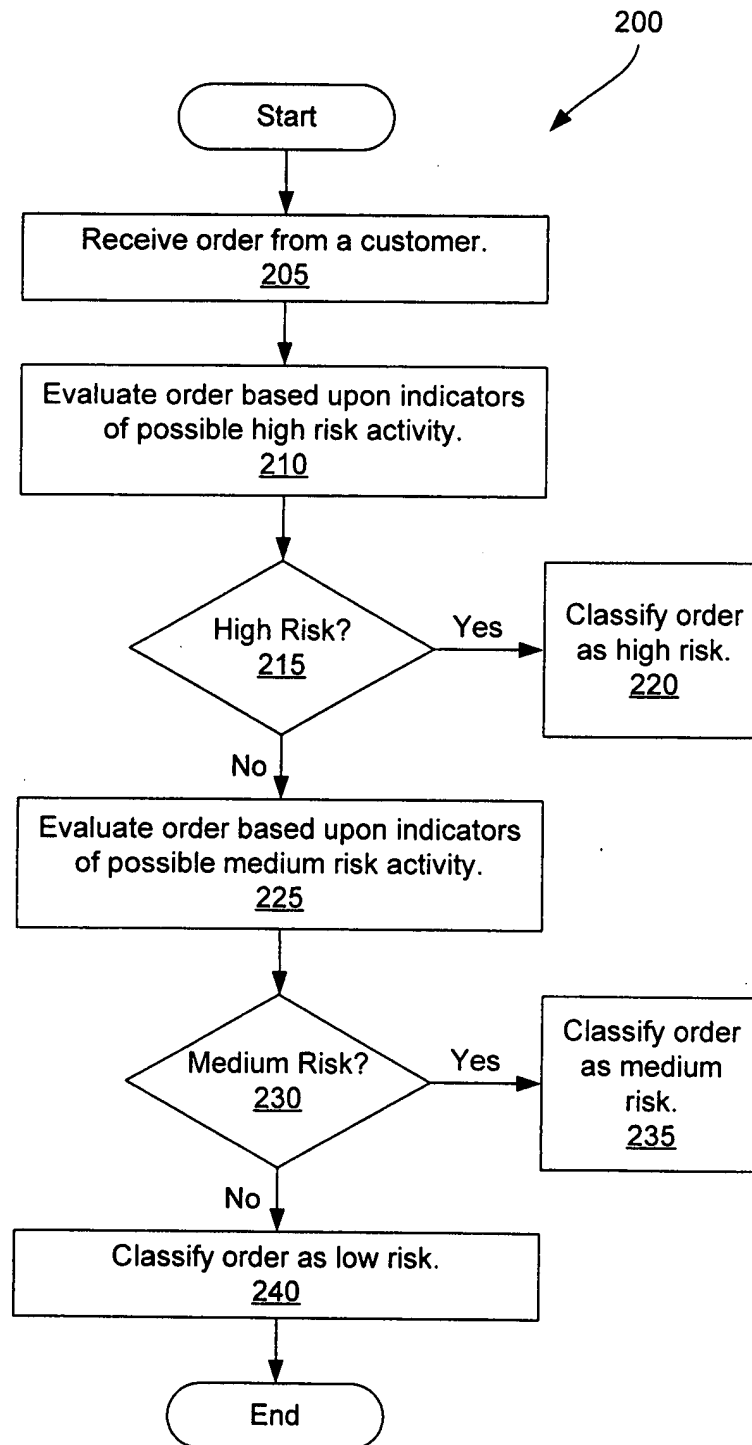 200
Start
Receive order from a customer.
205
Evaluate order based upon indicators
of possible high risk activity.
210
High Risk?
215
Yes
Classify order
as high risk.
220
No
Evaluate order based upon indicators
of possible medium risk activity.
225
Medium Risk?
230
Yes
Classify order
as medium
risk.
235
No
Classify order as low risk.
240
End